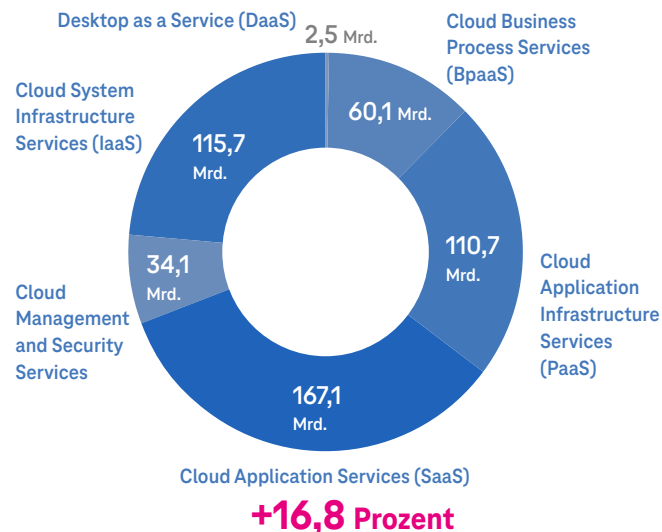 Desktop as a Service (DaaS)
2,5 Mrd.
Cloud Business
Process Services
(BpaaS)
60,1 Mrd.
Cloud System
Infrastructure
Services (IaaS)
115,7
Mrd.
110,7
Mrd.
Cloud
Application
Infrastructure
Services
(PaaS)
34,1
Mrd.
Cloud
Management
and Security
Services
167,1
Mrd.
Cloud Application Services (SaaS)
+16,8 Prozent